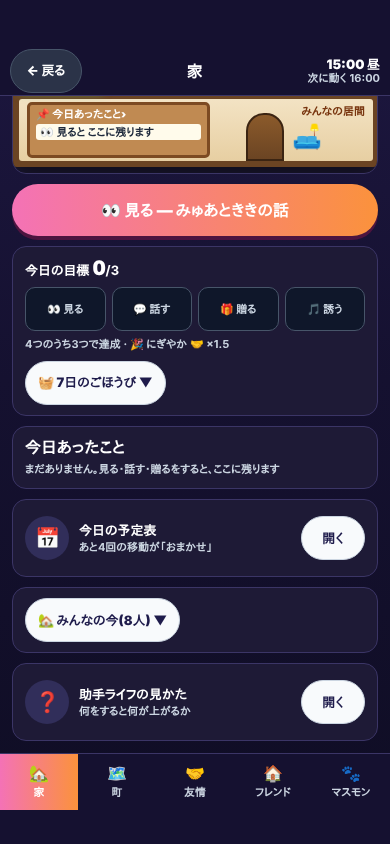 ← 戻る
家
15:00 昼
次に動く 16:00
📌 今日あったこと›
👀 見ると ここに残ります
みんなの居間
👀 見る — みゅあとききの話
今日の目標 0/3
👀 見る
💬 話す
🎁 贈る
🎵 誘う
4つのうち3つで達成 · 🎉 にぎやか 🤝 ×1.5
🧺 7日のごほうび ▼
今日あったこと
まだありません。見る・話す・贈るをすると、ここに残ります
今日の予定表
あと4回の移動が「おまかせ」
開く
🏡 みんなの今(8人) ▼
助手ライフの見かた
何をすると何が上がるか
開く
家
町
友情
フレンド
マスモン